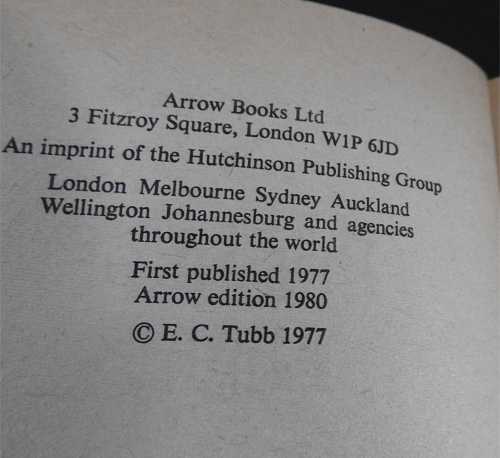 Arrow Books Ltd
3 Fitzroy Square, London W1P 6JD
An imprint of the Hutchinson Publishing Group
London Melbourne Sydney Auckland
Wellington Johannesburg and agencies
throughout the world
First published 1977
Arrow edition 1980
© E. C. Tubb 1977